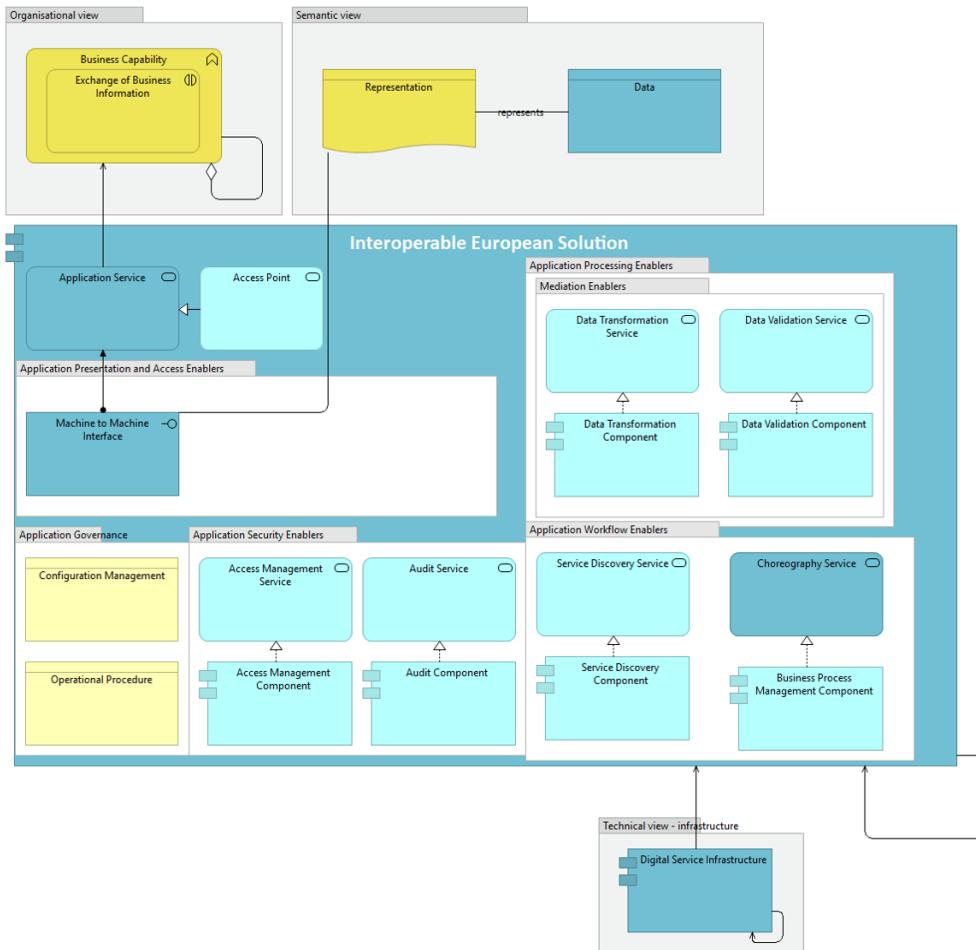 Organisational view
Business Capability
Exchange of Business
Information
Semantic view
Representation
represents
Data
Interoperable European Solution
Application Service
Access Point
Application Presentation and Access Enablers
Machine to Machine
Interface
Application Processing Enablers
Mediation Enablers
Data Transformation
Service
Data Validation Service
Data Transformation
Component
Data Validation Component
Application Governance
Configuration Management
Operational Procedure
Application Security Enablers
Access Management
Service
Audit Service
Access Management
Component
Audit Component
Application Workflow Enablers
Service Discovery Service
Choreography Service
Service Discovery
Component
Business Process
Management Component
Technical view - infrastructure
Digital Service Infrastructure